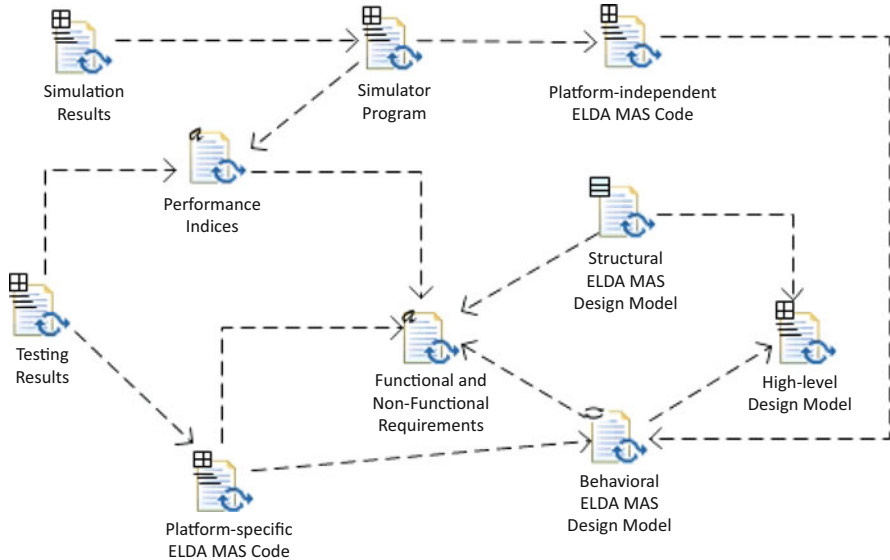 Simulation
Results
Simulator
Program
Platform-independent
ELDA MAS Code
a
Performance
Indices
Structural
ELDA MAS
Design Model
Testing
Results
a
Functional and
Non-Functional
Requirements
High-level
Design Model
Platform-specific
ELDA MAS Code
Behavioral
ELDA MAS
Design Model